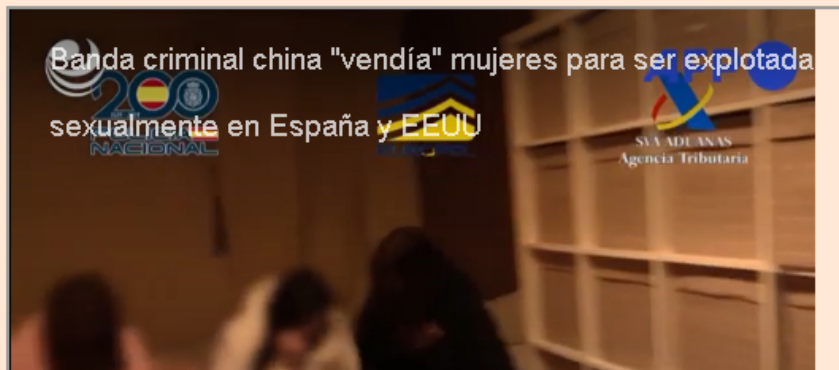 Banda criminal china "vendía" mujeres para ser explotada
sexualmente en España y EEUU
200
NACIONAL
SVA ADUANAS
Agencia Tributaria